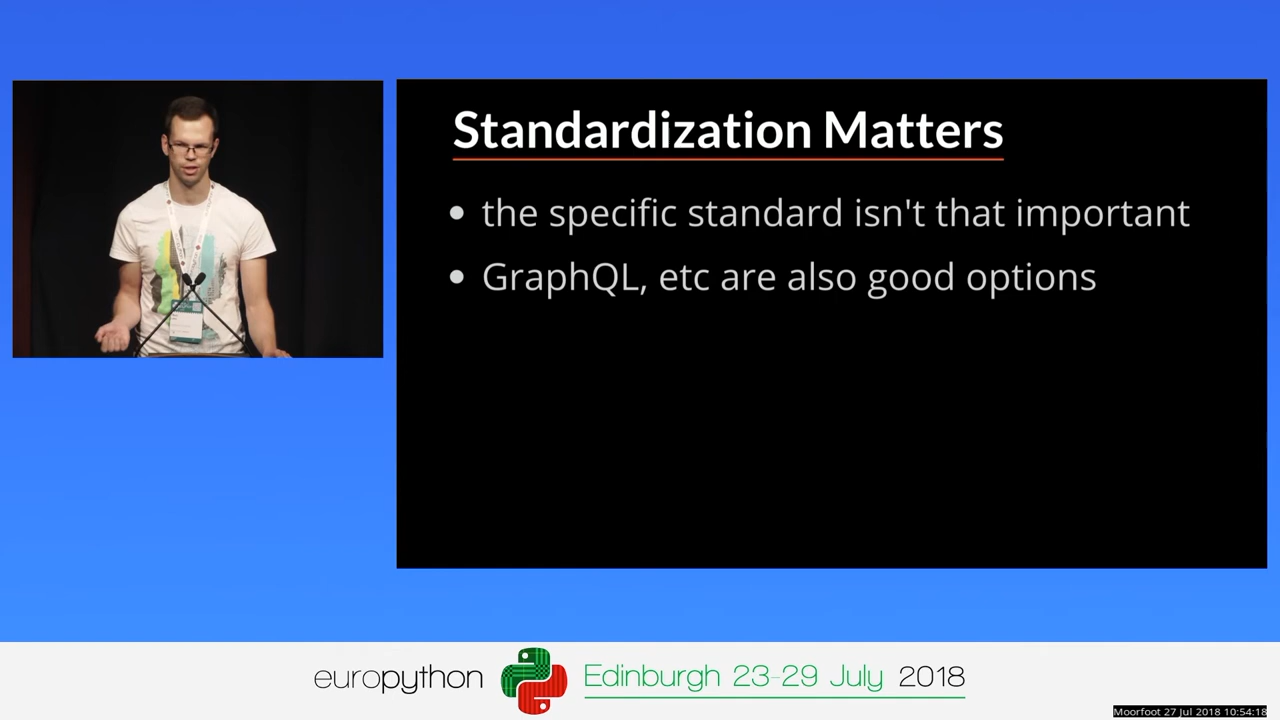 Standardization Matters
the specific standard isn't that important
GraphQL, etc are also good options
europython Edinburgh 23-29 July 2018
Moorfoot 27 Jul 2018 10:54:18